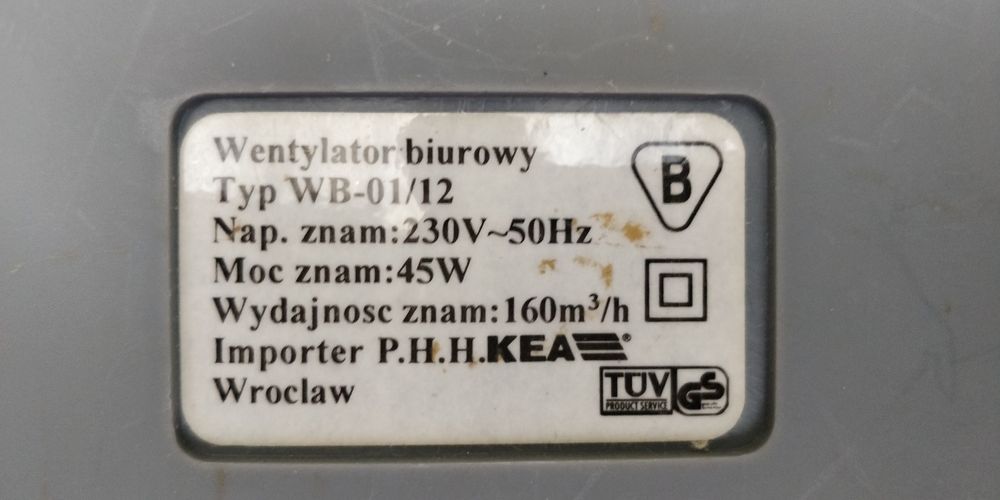 Wentylator biurowy
Typ WB-01/12
Nap. znam:230V~50Hz
Moc znam:45W
Wydajnosc znam:160m³/h
Importer P.H.H.KEA®
Wroclaw
B
TÜV
PRODUCT SERVICE
GS